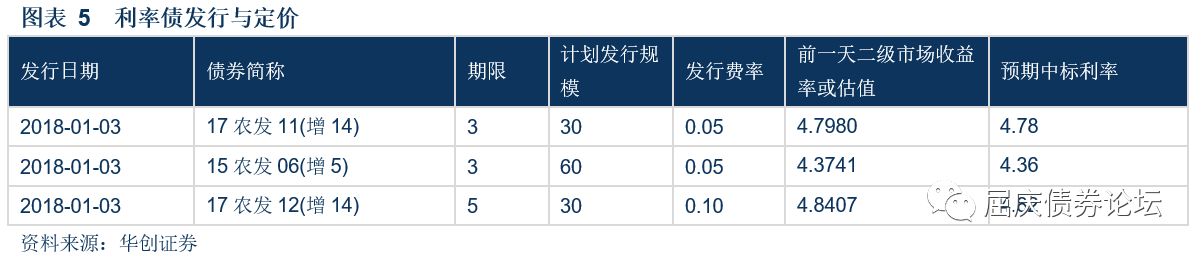 图表 5 利率债发行与定价
发行日期 债券简称 期限 计划发行规模 发行费率 前一天二级市场收益率或估值 预期中标利率
2018-01-03 17 农发 11(增 14) 3 30 0.05 4.7980 4.78
2018-01-03 15 农发 06(增 5) 3 60 0.05 4.3741 4.36
2018-01-03 17 农发 12(增 14) 5 30 0.10 4.8407
屈庆债券论坛
资料来源：华创证券